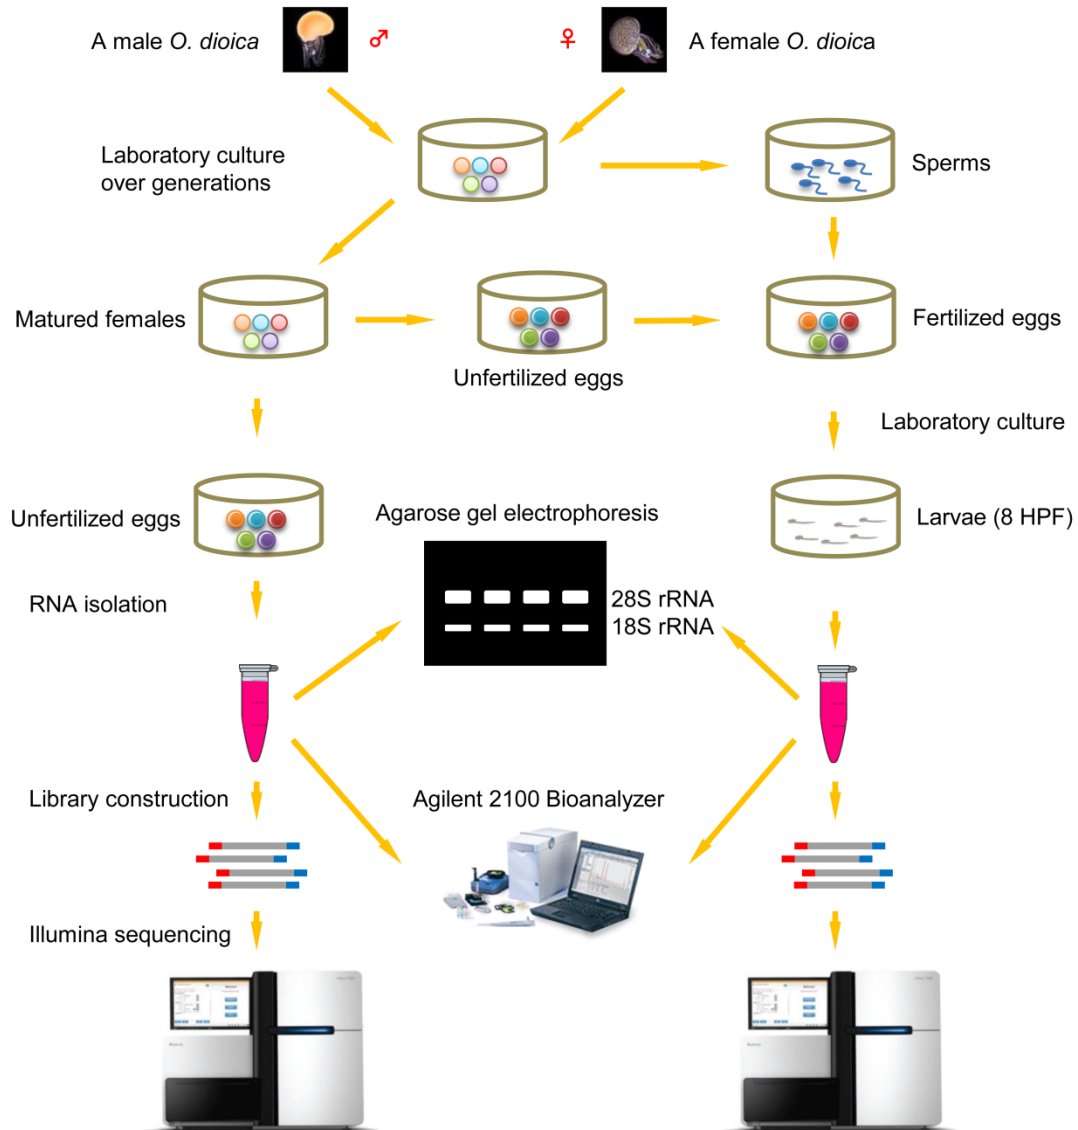 A male O. dioica
♂
♀
A female O. dioica
Laboratory culture
over generations
Sperms
Matured females
Unfertilized eggs
Fertilized eggs
Laboratory culture
Unfertilized eggs
Agarose gel electrophoresis
Larvae (8 HPF)
RNA isolation
28S rRNA
18S rRNA
Library construction
Agilent 2100 Bioanalyzer
Illumina sequencing